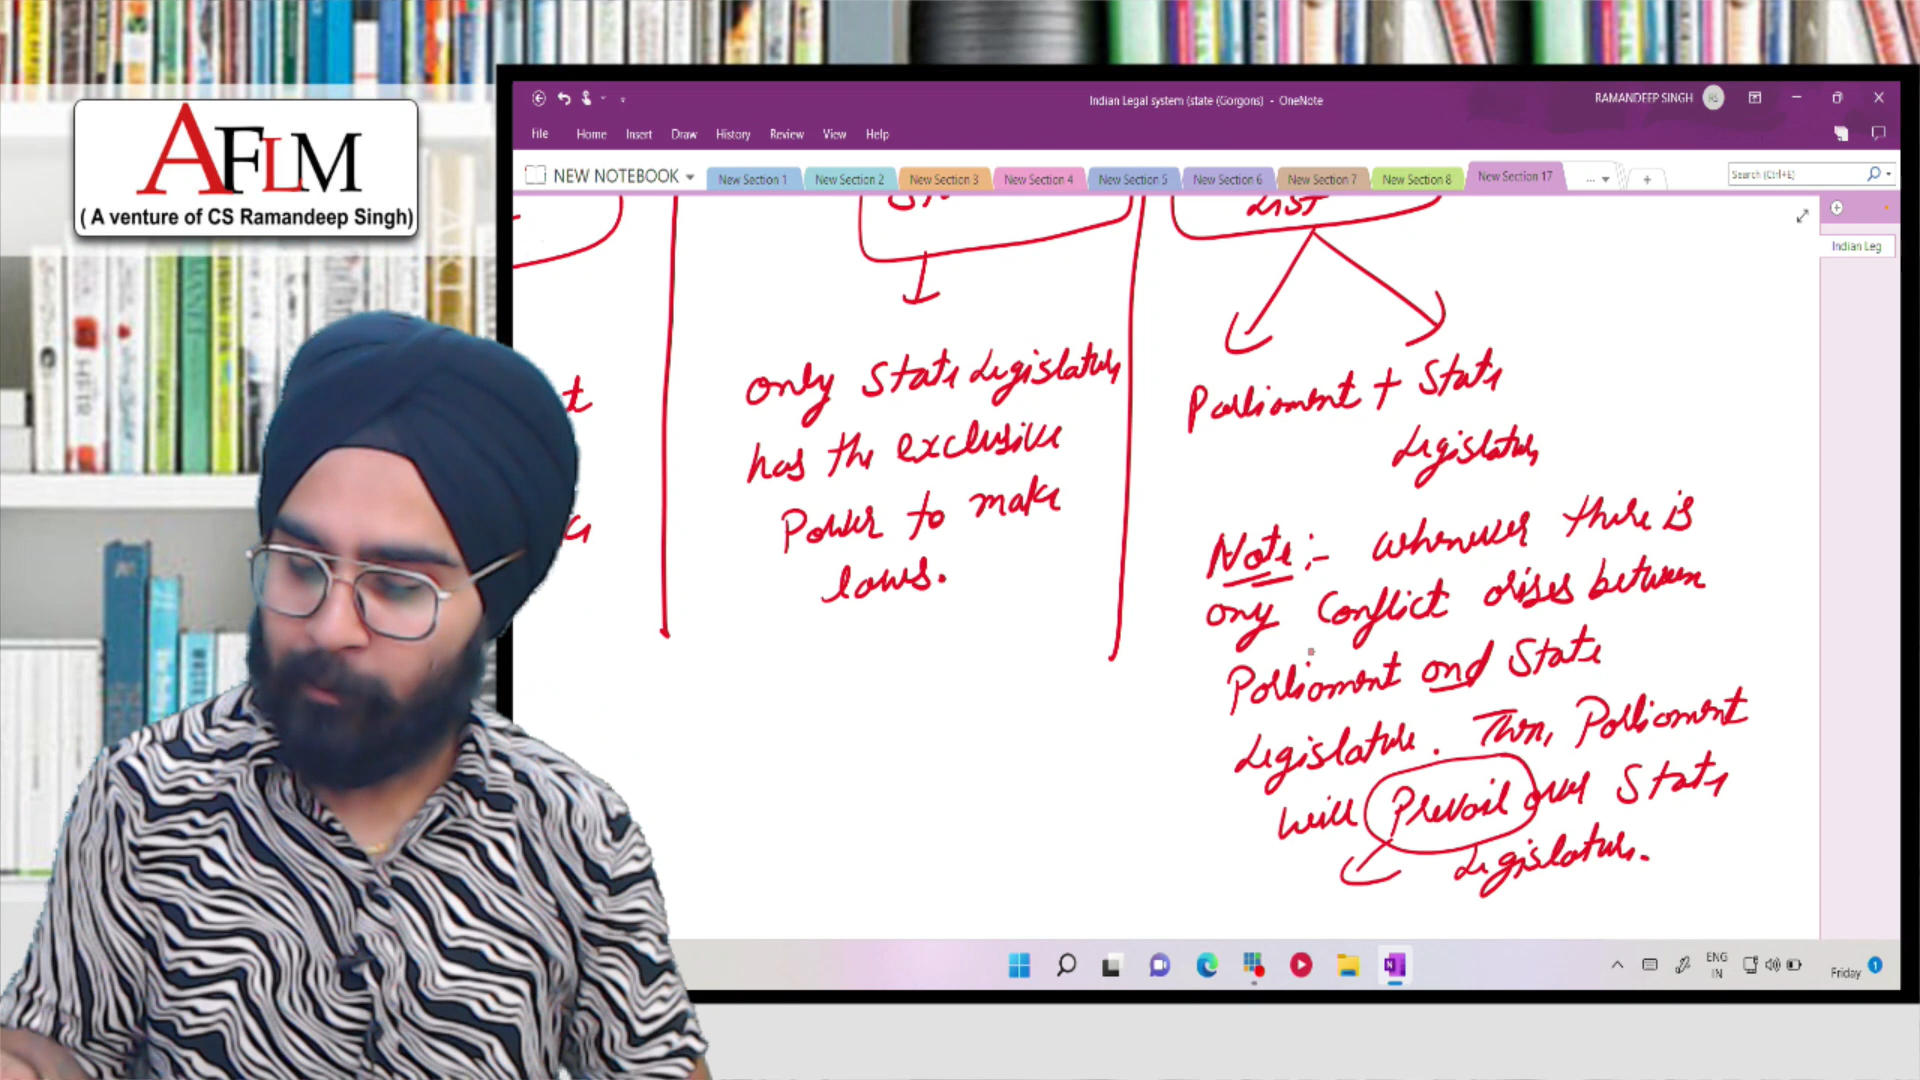 AFLM
( A venture of CS Ramandeep Singh)
Indian Legal system (state (Gorgons) - OneNote
RAMANDEEP SINGH
RS
File Home Insert Draw History Review View Help
NEW NOTEBOOK
New Section 1
New Section 2
New Section 3
New Section 4
New Section 5
New Section 6
New Section 7
New Section 8
New Section 17
...
+
Search (Ctrl+E)
Indian Leg
List
t
only State Legislature
has the exclusive
Power to make
laws.
Parliament + State
Legislature
Note:- Whenever there is
any Conflict arises between
Parliament and State
Legislature. Then, Parliament
will Prevail over State
Legislature.
ENG
IN
Friday
1